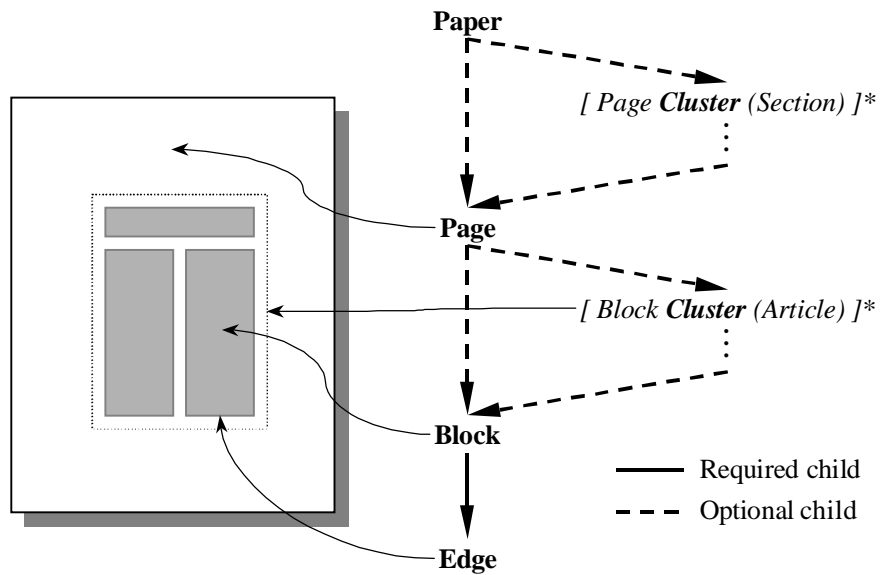 Paper
[ Page Cluster (Section) ]*
Page
[ Block Cluster (Article) ]*
Block
Required child
Optional child
Edge